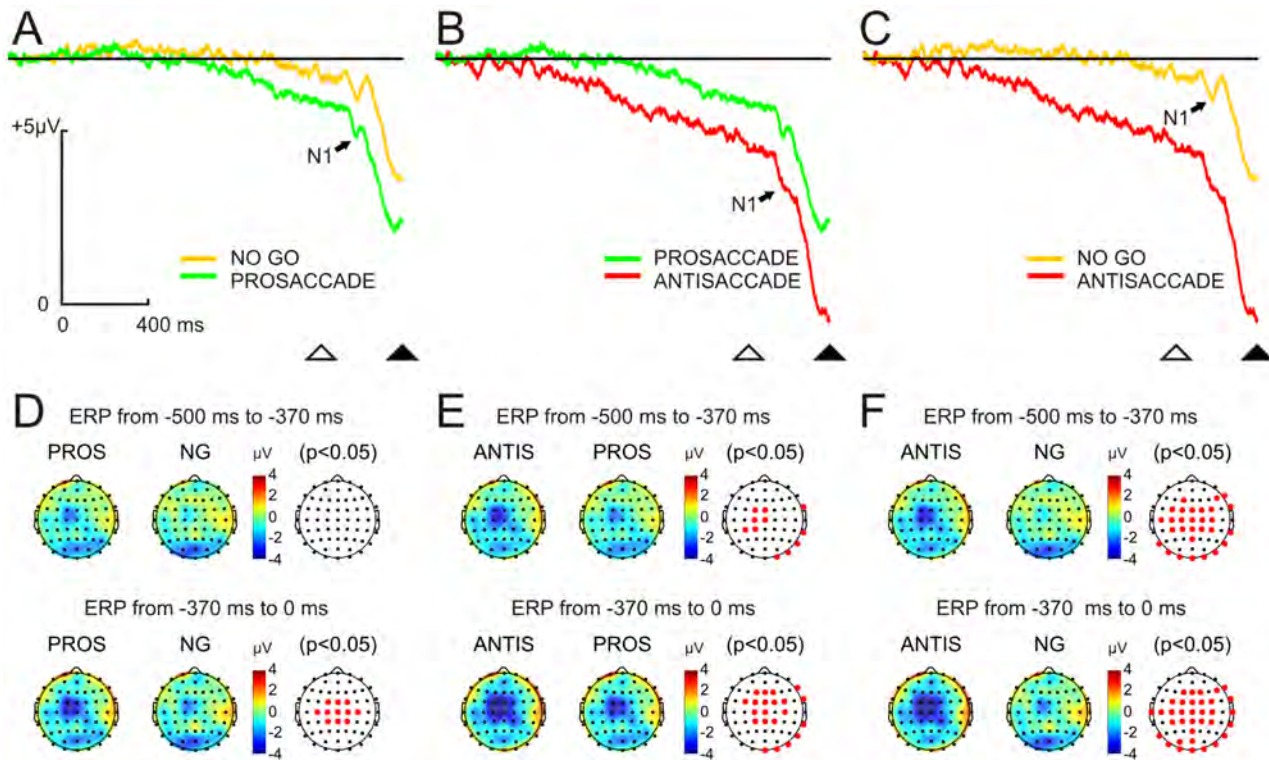 A
+5µV
0
0
400 ms
N1
NO GO
PROSACCADE
B
N1
PROSACCADE
ANTISACCADE
C
N1
NO GO
ANTISACCADE
D
ERP from -500 ms to -370 ms
PROS NG µV (p<0.05)
4
2
0
-2
-4
ERP from -370 ms to 0 ms
PROS NG µV (p<0.05)
4
2
0
-2
-4
E
ERP from -500 ms to -370 ms
ANTIS PROS µV (p<0.05)
4
2
0
-2
-4
ERP from -370 ms to 0 ms
ANTIS PROS µV (p<0.05)
4
2
0
-2
-4
F
ERP from -500 ms to -370 ms
ANTIS NG µV (p<0.05)
4
2
0
-2
-4
ERP from -370 ms to 0 ms
ANTIS NG µV (p<0.05)
4
2
0
-2
-4